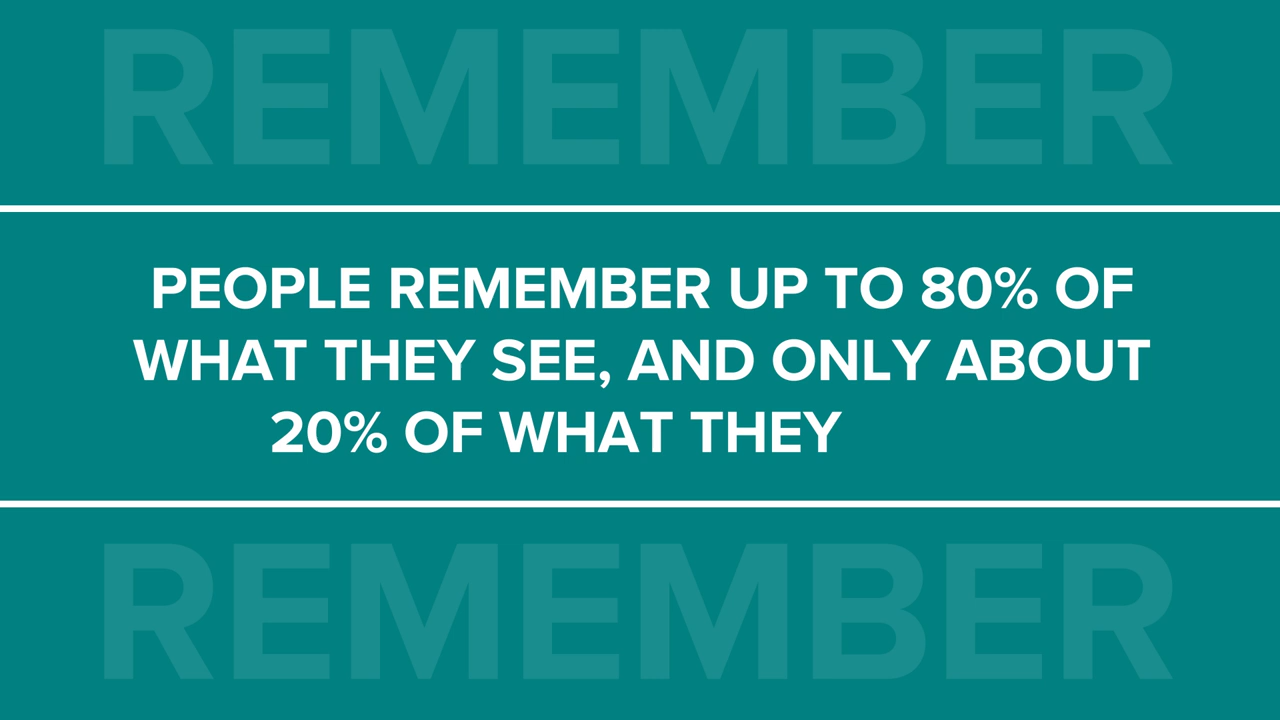 REMEMBER
PEOPLE REMEMBER UP TO 80% OF
WHAT THEY SEE, AND ONLY ABOUT
20% OF WHAT THEY
REMEMBER